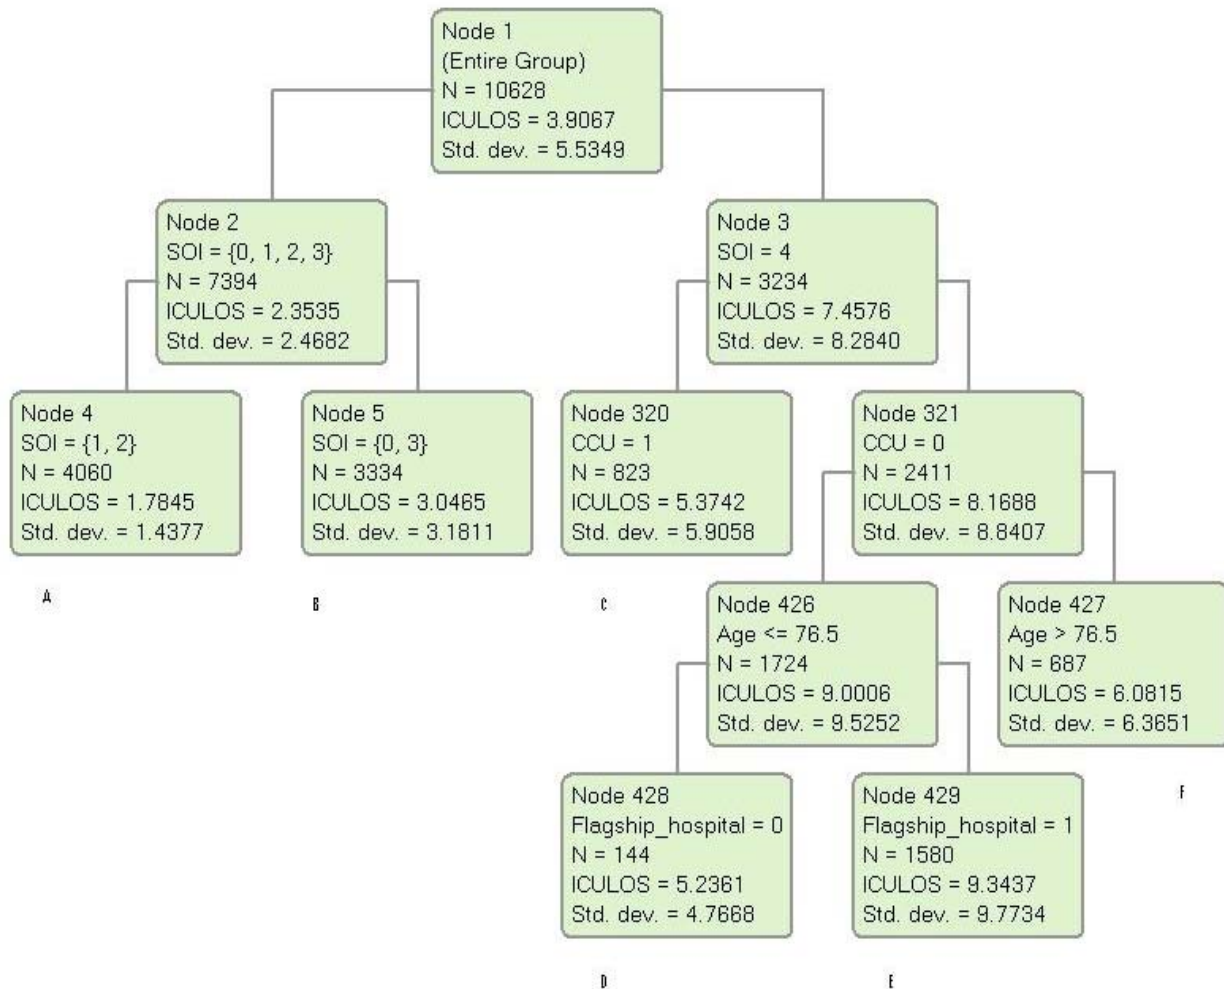 Node 1
(Entire Group)
N = 10628
ICULOS = 3.9067
Std. dev. = 5.5349
Node 2
SOI = {0, 1, 2, 3}
N = 7394
ICULOS = 2.3535
Std. dev. = 2.4682
Node 3
SOI = 4
N = 3234
ICULOS = 7.4576
Std. dev. = 8.2840
Node 4
SOI = {1, 2}
N = 4060
ICULOS = 1.7845
Std. dev. = 1.4377
Node 5
SOI = {0, 3}
N = 3334
ICULOS = 3.0465
Std. dev. = 3.1811
Node 320
CCU = 1
N = 823
ICULOS = 5.3742
Std. dev. = 5.9058
Node 321
CCU = 0
N = 2411
ICULOS = 8.1688
Std. dev. = 8.8407
A
B
C
Node 426
Age <= 76.5
N = 1724
ICULOS = 9.0006
Std. dev. = 9.5252
Node 427
Age > 76.5
N = 687
ICULOS = 6.0815
Std. dev. = 6.3651
Node 428
Flagship_hospital = 0
N = 144
ICULOS = 5.2361
Std. dev. = 4.7668
Node 429
Flagship_hospital = 1
N = 1580
ICULOS = 9.3437
Std. dev. = 9.7734
F
D
E